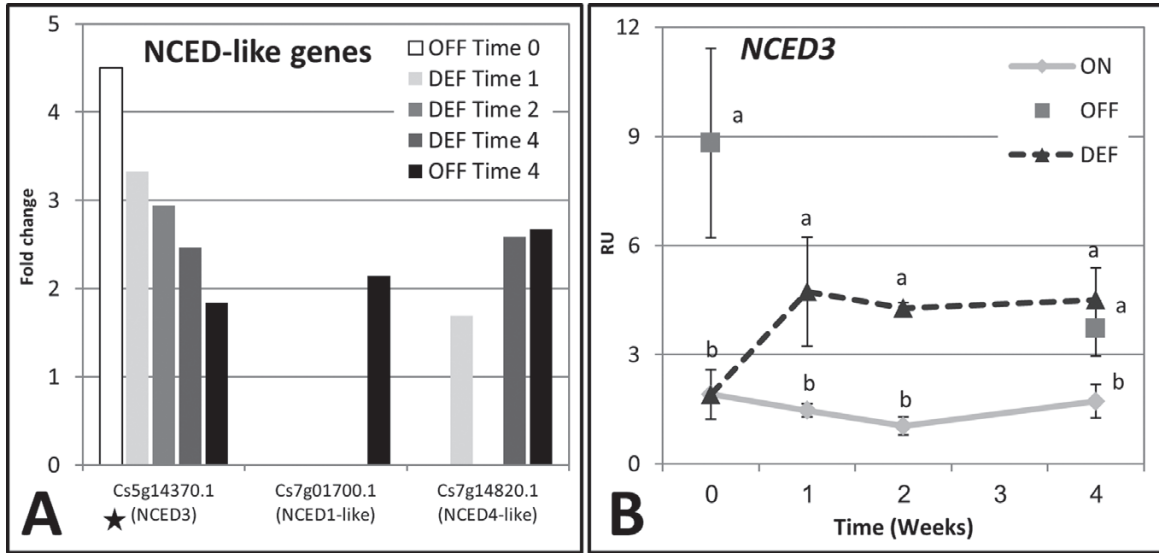 NCED-like genes
OFF Time 0
DEF Time 1
DEF Time 2
DEF Time 4
OFF Time 4
Fold change
5
4
3
2
1
0
Cs5g14370.1
(NCED3)
Cs7g01700.1
(NCED1-like)
Cs7g14820.1
(NCED4-like)
A
NCED3
ON
OFF
DEF
RU
12
9
6
3
0
a
b
a
b
a
b
a
a
b
0
1
2
3
4
Time (Weeks)
B